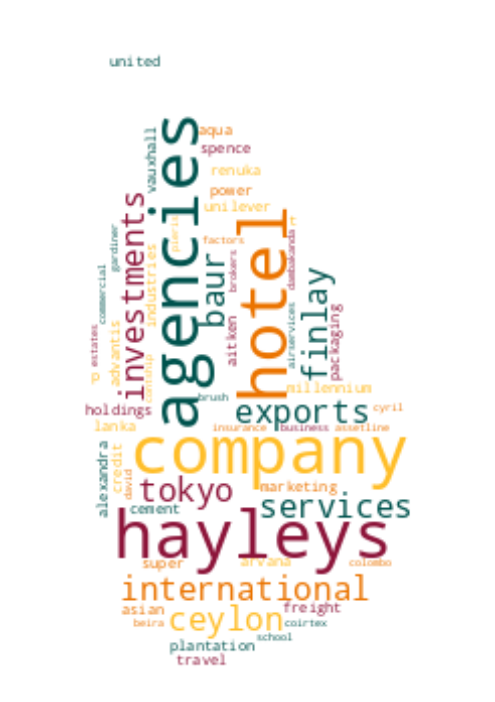 united
agencies
aqua
vauxhall
spence
renuka
power
investments
unilever
hotel
pieris
gardiner
factors
industries
baur
brokers
dambakanda
commercial
finlay
airservices
packaging
aitken
advantis
estates
millennium
brush
holdings
exports
cyril
lanka
insurance
business
assetline
company
alexandra
credit
david
tokyo
marketing
cement
services
hayleys
super
arvana
colombo
international
asian
freight
beira
ceylon
coirtex
school
plantation
travel